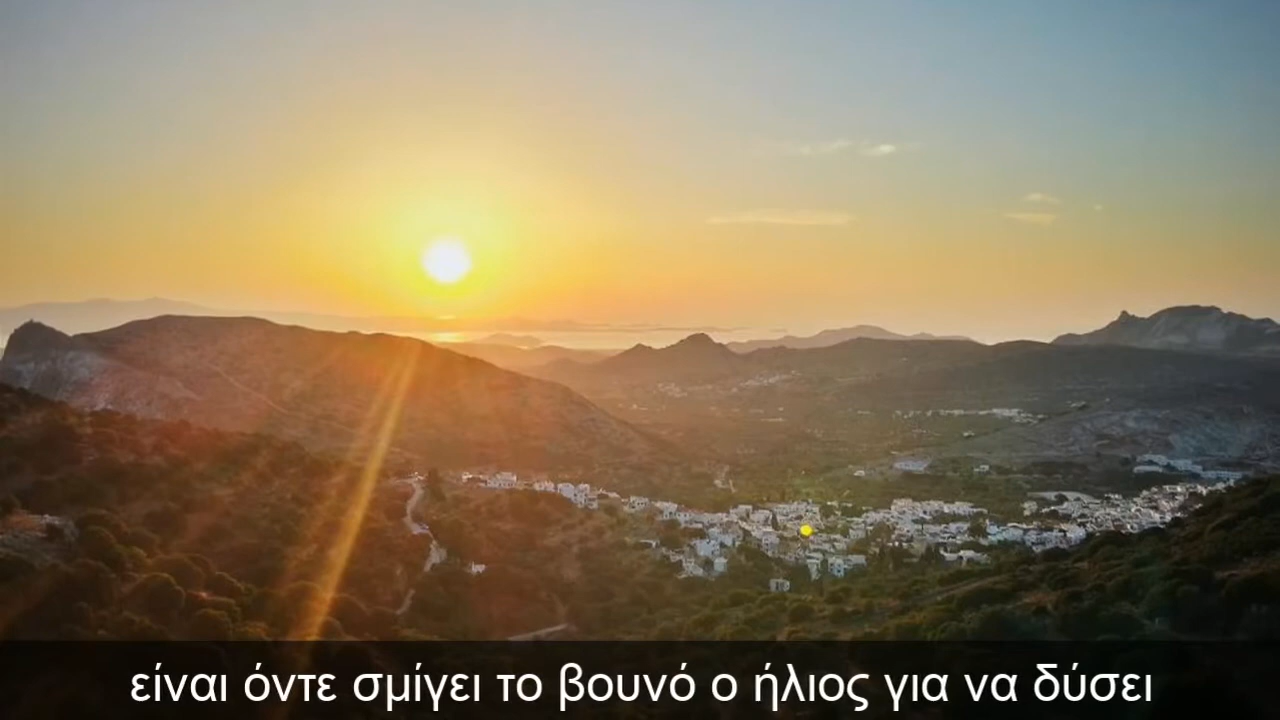 είναι όντε σμίγει το βουνό ο ήλιος για να δύσει